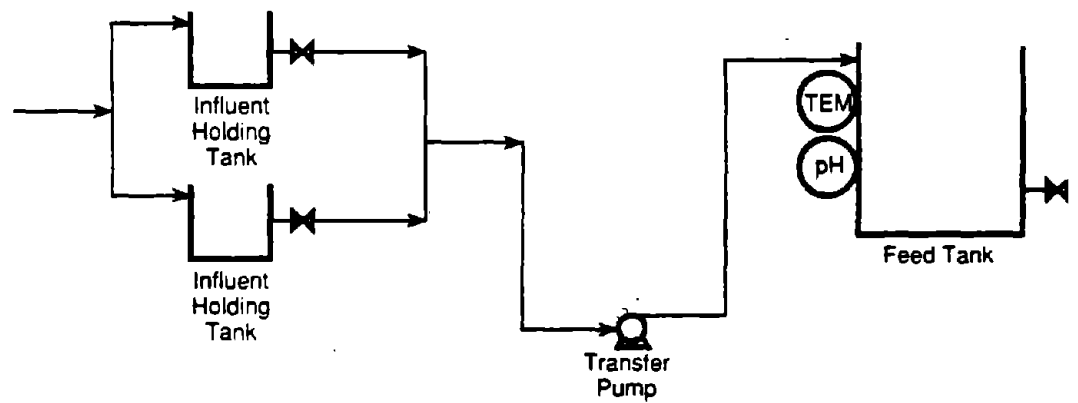 Influent
Holding
Tank
Influent
Holding
Tank
Transfer
Pump
TEM
pH
Feed Tank